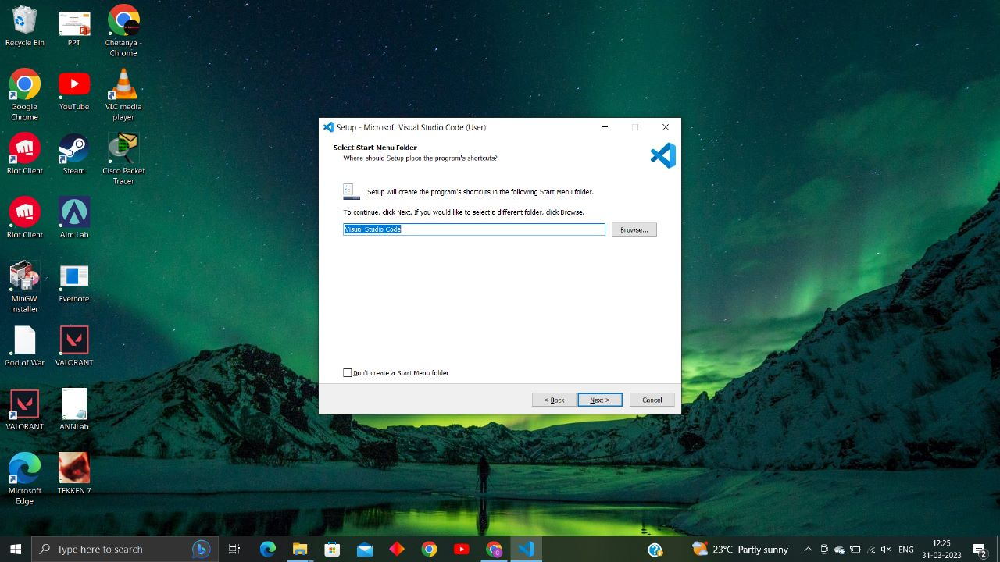 Recycle Bin
PPT
Chetanya -
Chrome
Google
Chrome
YouTube
VLC media
player
Riot Client
Steam
Cisco Packet
Tracer
Riot Client
Aim Lab
MinGW
Installer
Evernote
God of War
VALORANT
VALORANT
ANNLab
Microsoft
Edge
TEKKEN 7
Setup - Microsoft Visual Studio Code (User)
Select Start Menu Folder
Where should Setup place the program's shortcuts?
Setup will create the program's shortcuts in the following Start Menu folder.
To continue, click Next. If you would like to select a different folder, click Browse.
Visual Studio Code
Browse...
Don't create a Start Menu folder
< Back
Next >
Cancel
Type here to search
23°C Partly sunny
ENG
12:25
31-03-2023
2